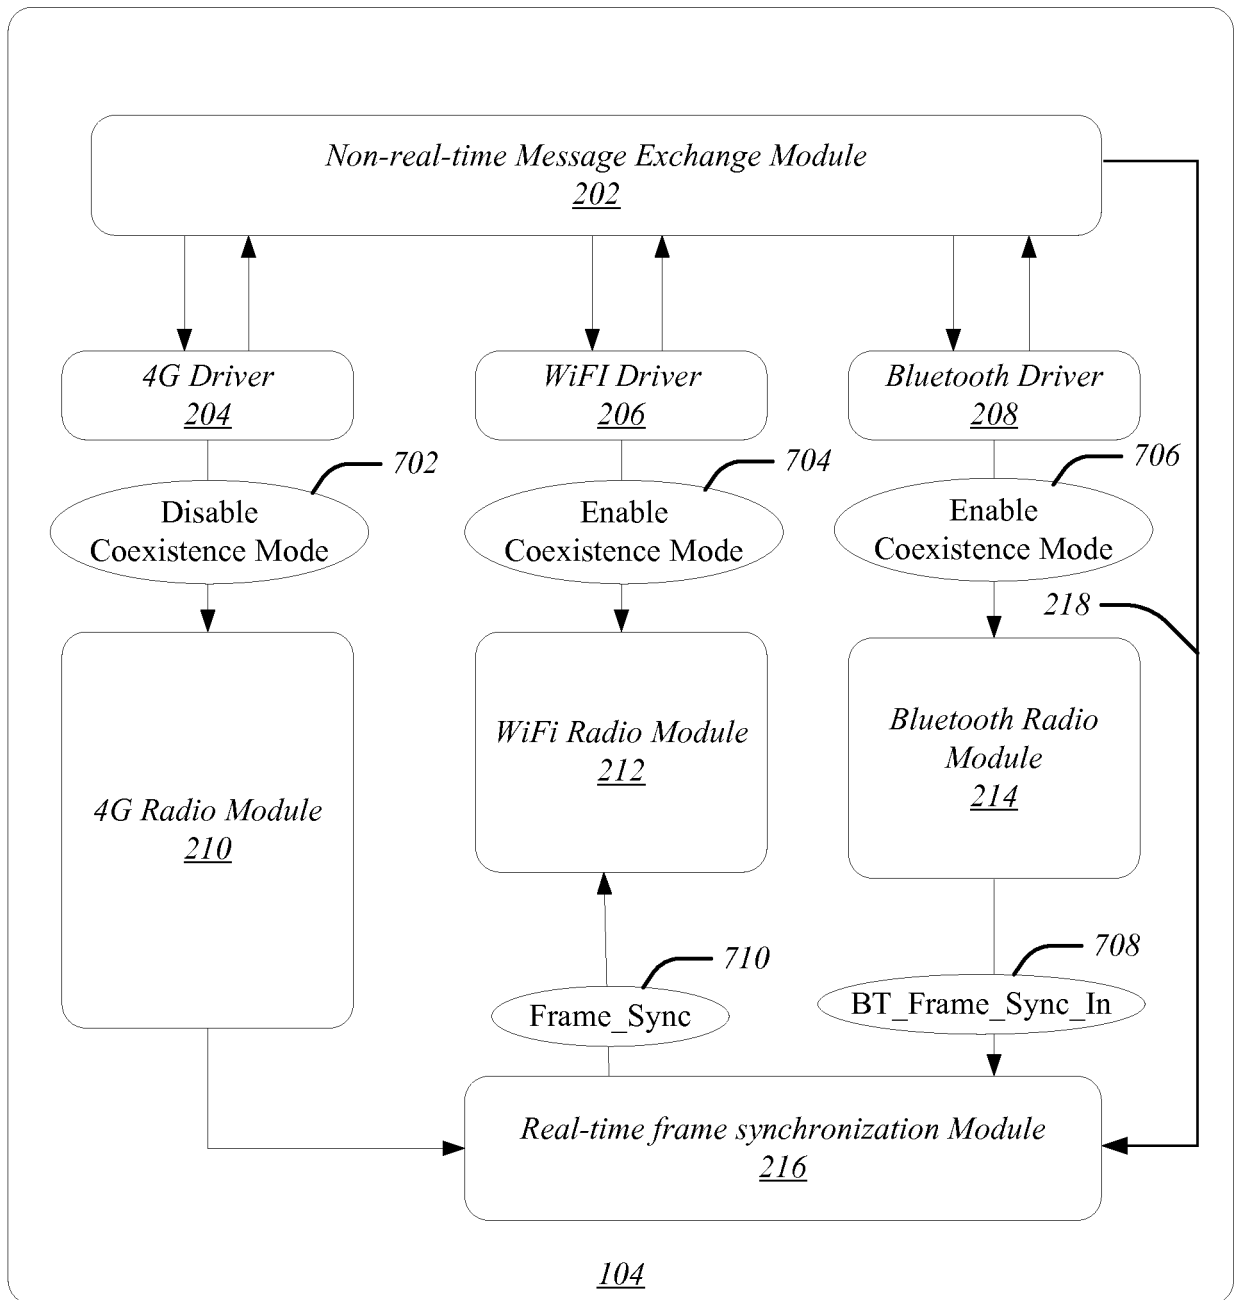 Non-real-time Message Exchange Module
202
4G Driver
204
WiFI Driver
206
Bluetooth Driver
208
702
704
706
Disable
Coexistence Mode
Enable
Coexistence Mode
Enable
Coexistence Mode
218
4G Radio Module
210
WiFi Radio Module
212
Bluetooth Radio
Module
214
710
708
Frame_Sync
BT_Frame_Sync_In
Real-time frame synchronization Module
216
104